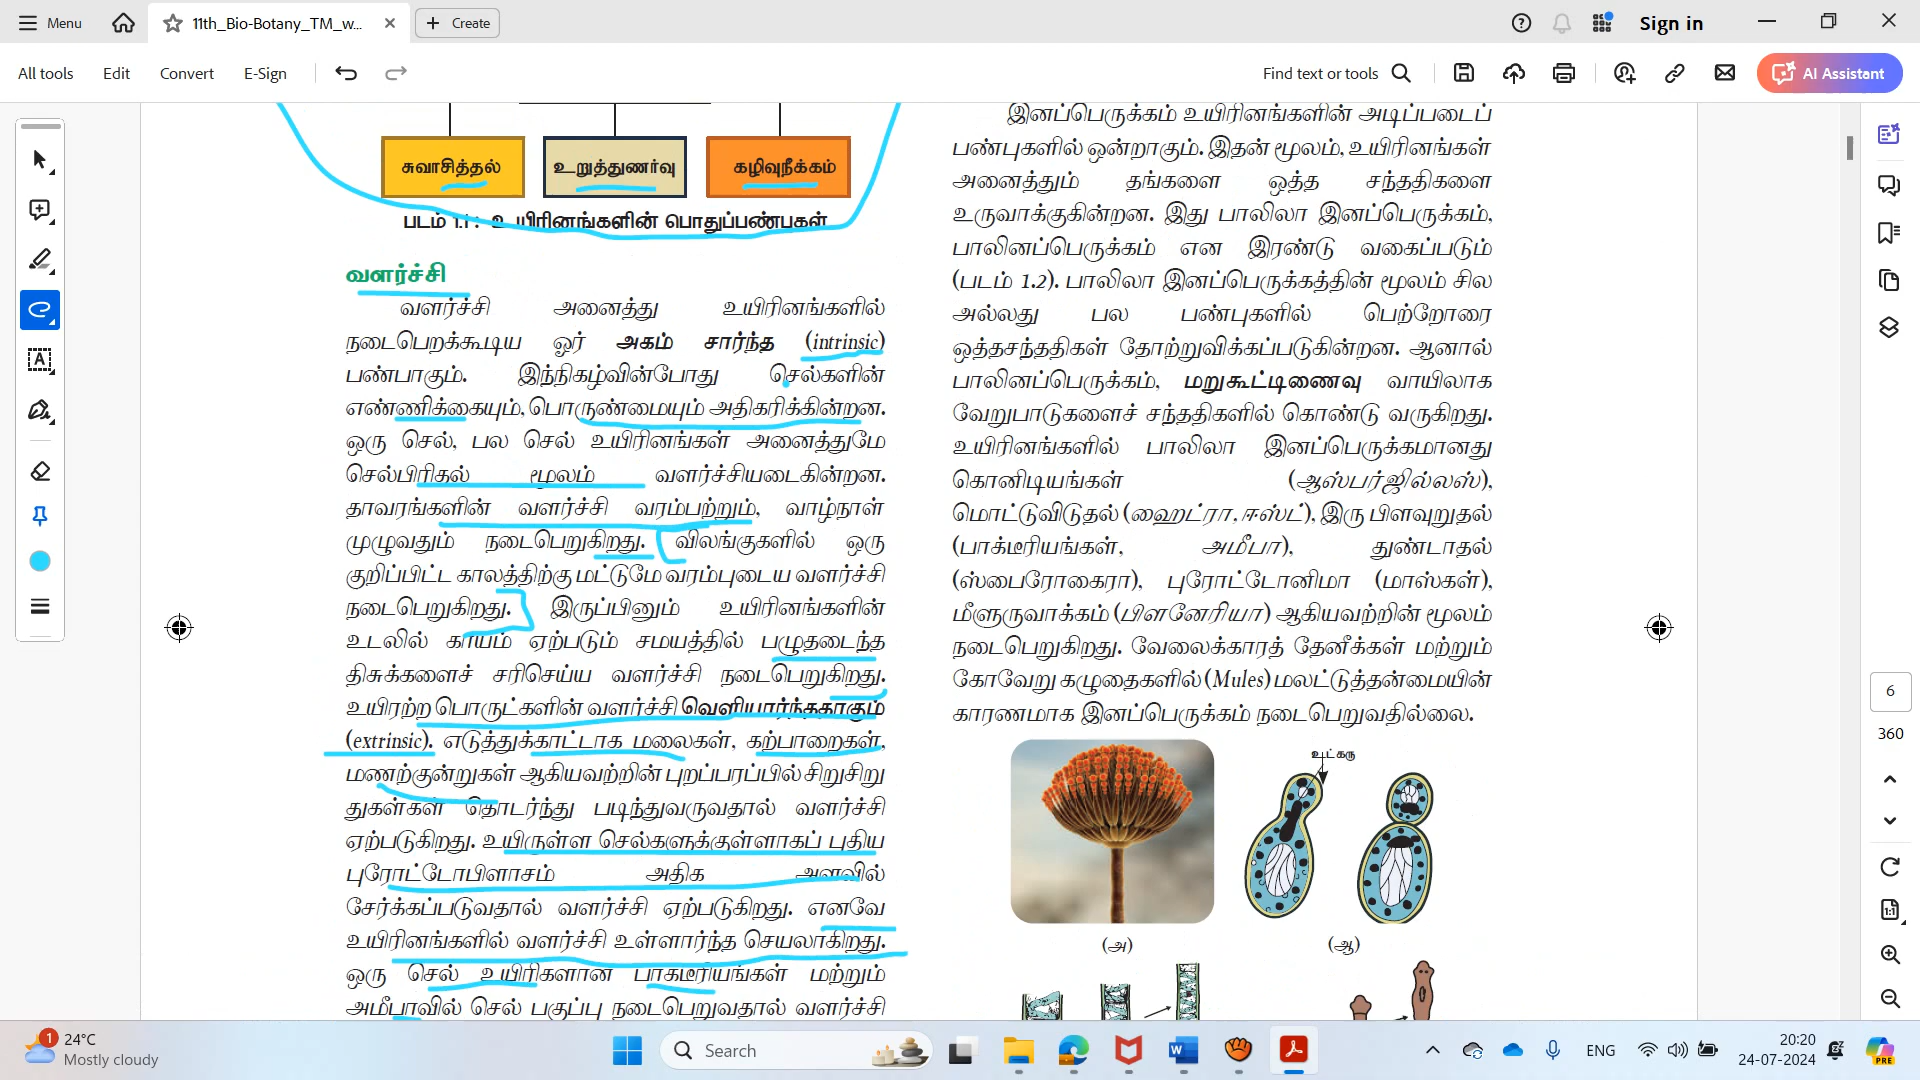 Menu
11th_Bio-Botany_TM_w...
Create
Sign in
All tools
Edit
Convert
E-Sign
Find text or tools
AI Assistant
சுவாசித்தல்
உறுத்துணர்வு
கழிவுநீக்கம்
படம் 1.1: உயிரினங்களின் பொதுப்பண்புகள்
வளர்ச்சி
வளர்ச்சி அனைத்து உயிரினங்களில்
நடைபெறக்கூடிய ஓர் அகம் சார்ந்த (intrinsic)
பண்பாகும். இந்நிகழ்வின்போது செல்களின்
எண்ணிக்கையும், பொருண்மையும் அதிகரிக்கின்றன.
ஒரு செல், பல செல் உயிரினங்கள் அனைத்துமே
செல்பிரிதல் மூலம் வளர்ச்சியடைகின்றன.
தாவரங்களின் வளர்ச்சி வரம்பற்றும், வாழ்நாள்
முழுவதும் நடைபெறுகிறது. விலங்குகளில் ஒரு
குறிப்பிட்ட காலத்திற்கு மட்டுமே வரம்புடைய வளர்ச்சி
நடைபெறுகிறது. இருப்பினும் உயிரினங்களின்
உடலில் காயம் ஏற்படும் சமயத்தில் பழுதடைந்த
திசுக்களைச் சரிசெய்ய வளர்ச்சி நடைபெறுகிறது.
உயிரற்ற பொருட்களின் வளர்ச்சி வெளியார்ந்ததாகும்
(extrinsic). எடுத்துக்காட்டாக மலைகள், கற்பாறைகள்,
மணற்குன்றுகள் ஆகியவற்றின் புறப்பரப்பில் சிறுசிறு
துகள்கள் தொடர்ந்து படிந்துவருவதால் வளர்ச்சி
ஏற்படுகிறது. உயிருள்ள செல்களுக்குள்ளாகப் புதிய
புரோட்டோபிளாசம் அதிக அளவில்
சேர்க்கப்படுவதால் வளர்ச்சி ஏற்படுகிறது. எனவே
உயிரினங்களில் வளர்ச்சி உள்ளார்ந்த செயலாகிறது.
ஒரு செல் உயிரிகளான பாக்டீரியங்கள் மற்றும்
அமீபாவில் செல் பகுப்பு நடைபெறுவதால் வளர்ச்சி
இனப்பெருக்கம் உயிரினங்களின் அடிப்படைப்
பண்புகளில் ஒன்றாகும். இதன் மூலம், உயிரினங்கள்
அனைத்தும் தங்களை ஒத்த சந்ததிகளை
உருவாக்குகின்றன. இது பாலிலா இனப்பெருக்கம்,
பாலினப்பெருக்கம் என இரண்டு வகைப்படும்
(படம் 1.2). பாலிலா இனப்பெருக்கத்தின் மூலம் சில
அல்லது பல பண்புகளில் பெற்றோரை
ஒத்தசந்ததிகள் தோற்றுவிக்கப்படுகின்றன. ஆனால்
பாலினப்பெருக்கம், மறுகூட்டிணைவு வாயிலாக
வேறுபாடுகளைச் சந்ததிகளில் கொண்டு வருகிறது.
உயிரினங்களில் பாலிலா இனப்பெருக்கமானது
கொனிடியங்கள் (ஆஸ்பர்ஜில்லஸ்),
மொட்டுவிடுதல் (ஹைட்ரா, ஈஸ்ட்), இரு பிளவுறுதல்
(பாக்டீரியங்கள், அமீபா), துண்டாதல்
(ஸ்பைரோகைரா), புரோட்டோனிமா (மாஸ்கள்),
மீளுருவாக்கம் (பிளனேரியா) ஆகியவற்றின் மூலம்
நடைபெறுகிறது. வேலைக்காரத் தேனீக்கள் மற்றும்
கோவேறு கழுதைகளில் (Mules) மலட்டுத்தன்மையின்
காரணமாக இனப்பெருக்கம் நடைபெறுவதில்லை.
உட்கரு
(அ)
(ஆ)
6
360
1
24°C
Mostly cloudy
Search
ENG
20:20
24-07-2024
PRE